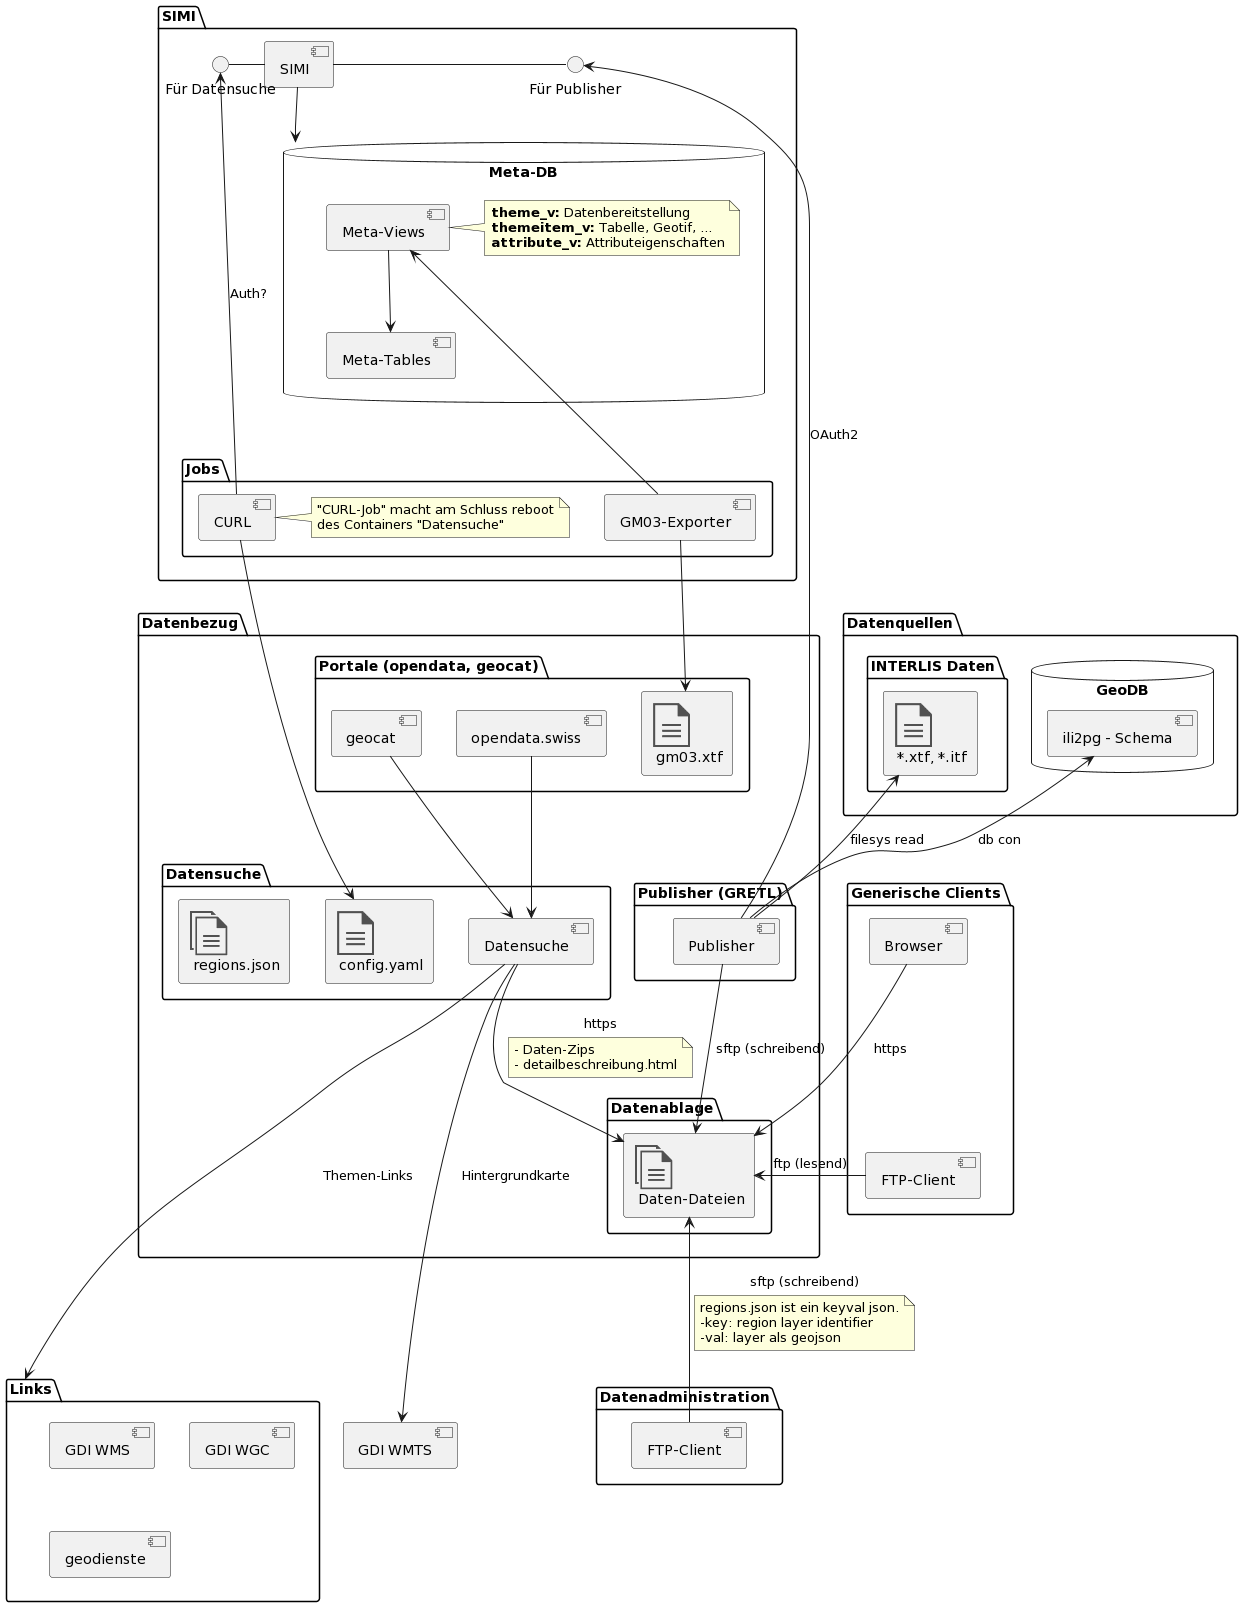 SIMI
SIMI
Für Datensuche
Für Publisher
Meta-DB
theme_v: Datenbereitstellung
themeitem_v: Tabelle, Geotif, ...
attribute_v: Attributeigenschaften
Meta-Views
Auth?
Meta-Tables
OAuth2
Jobs
CURL
"CURL-Job" macht am Schluss reboot
des Containers "Datensuche"
GM03-Exporter
Datenbezug
Datenquellen
Portale (opendata, geocat)
geocat
opendata.swiss
gm03.xtf
INTERLIS Daten
*.xtf, *.itf
GeoDB
ili2pg - Schema
filesys read
db con
Datensuche
regions.json
config.yaml
Datensuche
Publisher (GRETL)
Publisher
Generische Clients
Browser
https
- Daten-Zips
- detailbeschreibung.html
sftp (schreibend)
https
Datenablage
Daten-Dateien
ftp (lesend)
FTP-Client
Themen-Links
Hintergrundkarte
sftp (schreibend)
regions.json ist ein keyval json.
-key: region layer identifier
-val: layer als geojson
Links
GDI WMS
GDI WGC
geodienste
GDI WMTS
Datenadministration
FTP-Client